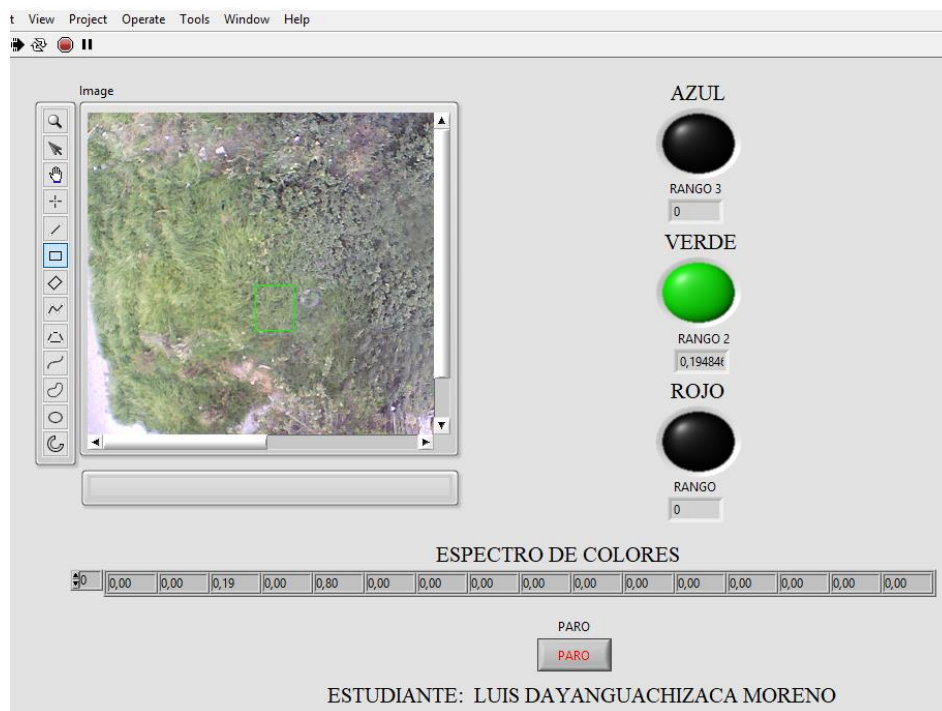 t View Project Operate Tools Window Help
Image
AZUL
RANGO 3
0
VERDE
RANGO 2
0,194846
ROJO
RANGO
0
ESPECTRO DE COLORES
0 0,00 0,00 0,19 0,00 0,80 0,00 0,00 0,00 0,00 0,00 0,00 0,00 0,00 0,00 0,00 0,00
PARO
PARO
ESTUDIANTE: LUIS DAYANGUACHIZACA MORENO